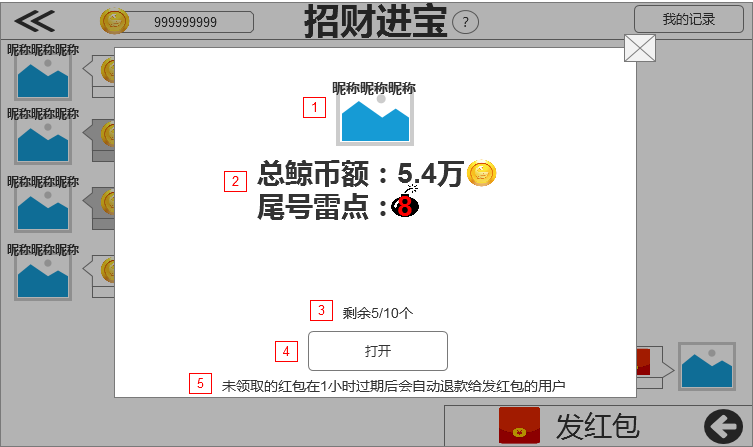 999999999
招财进宝
?
我的记录
昵称昵称昵称
昵称昵称昵称
昵称昵称昵称
昵称昵称昵称
昵称昵称昵称
1
2
总鲸币额：5.4万
尾号雷点：8
3
剩余5/10个
4
打开
5
未领取的红包在1小时过期后会自动退款给发红包的用户
发红包